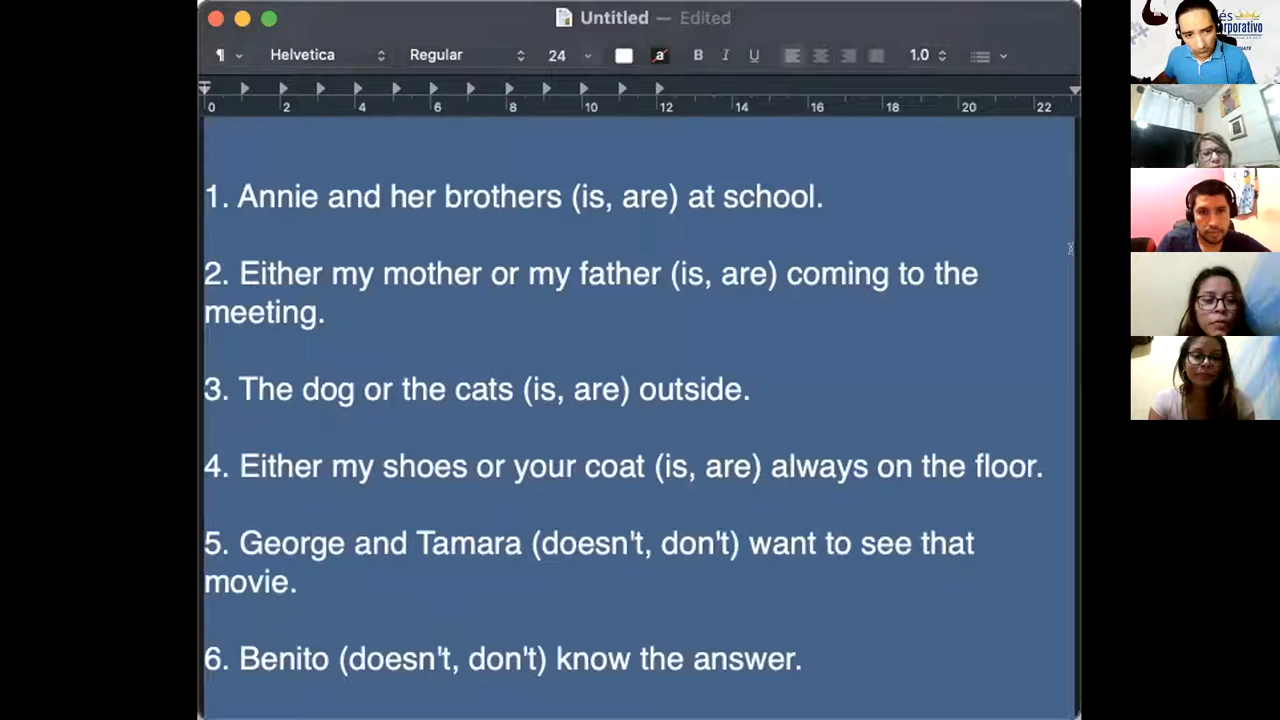 Untitled — Edited
¶ Helvetica Regular 24 a B I U 1.0
0 2 4 6 8 10 12 14 16 18 20 22
1. Annie and her brothers (is, are) at school.
2. Either my mother or my father (is, are) coming to the
meeting.
3. The dog or the cats (is, are) outside.
4. Either my shoes or your coat (is, are) always on the floor.
5. George and Tamara (doesn't, don't) want to see that
movie.
6. Benito (doesn't, don't) know the answer.